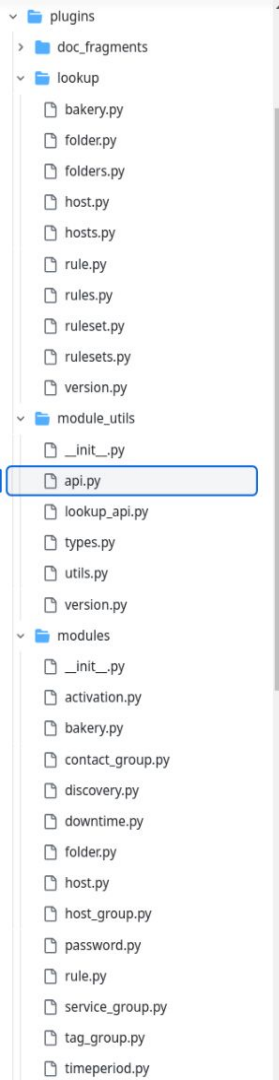 plugins
doc_fragments
lookup
bakery.py
folder.py
folders.py
host.py
hosts.py
rule.py
rules.py
ruleset.py
rulesets.py
version.py
module_utils
__init__.py
api.py
lookup_api.py
types.py
utils.py
version.py
modules
__init__.py
activation.py
bakery.py
contact_group.py
discovery.py
downtime.py
folder.py
host.py
host_group.py
password.py
rule.py
service_group.py
tag_group.py
timeperiod.py